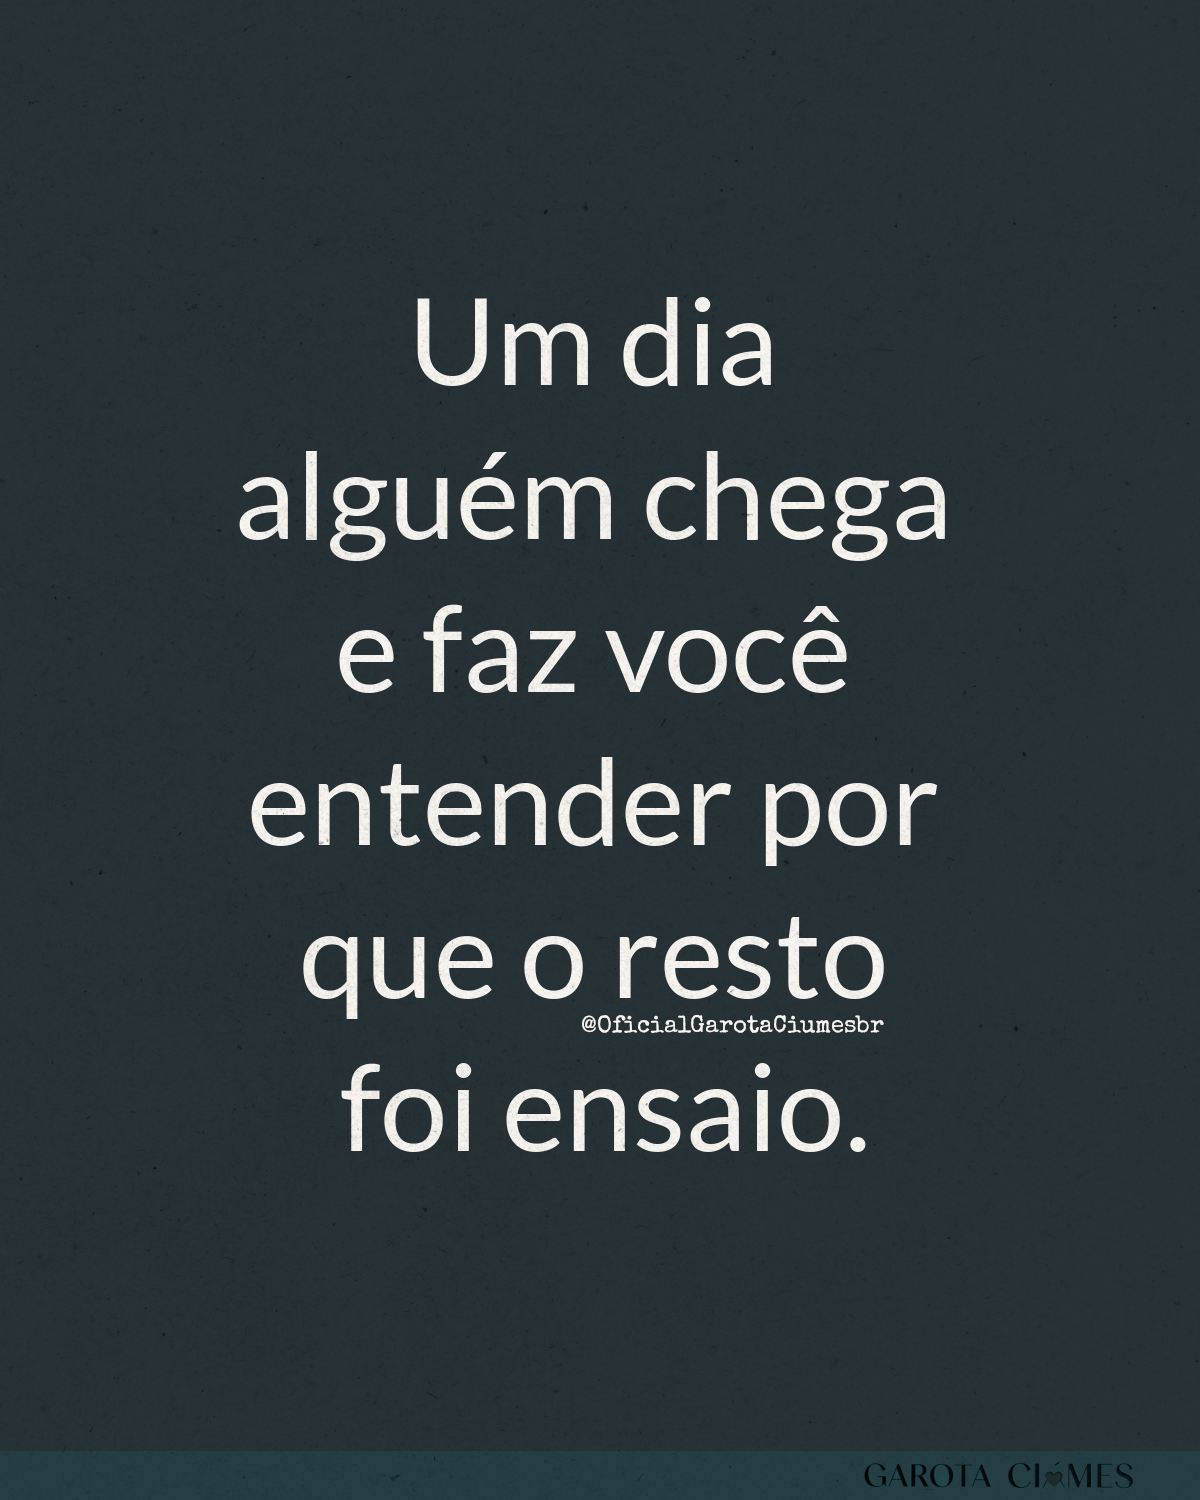 Um dia
alguém chega
e faz você
entender por
que o resto
@OficialGarotaCiumesbr
foi ensaio.
GAROTA CIÚMES